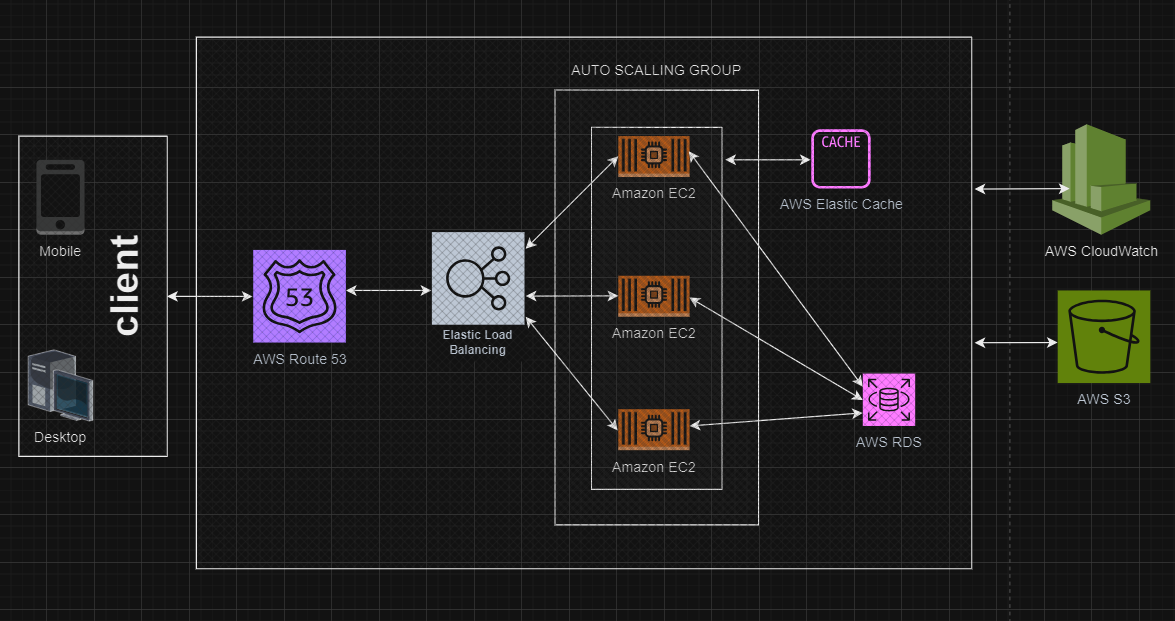 AUTO SCALLING GROUP
Mobile
client
Desktop
53
AWS Route 53
Elastic Load
Balancing
Amazon EC2
Amazon EC2
Amazon EC2
CACHE
AWS Elastic Cache
AWS RDS
AWS CloudWatch
AWS S3